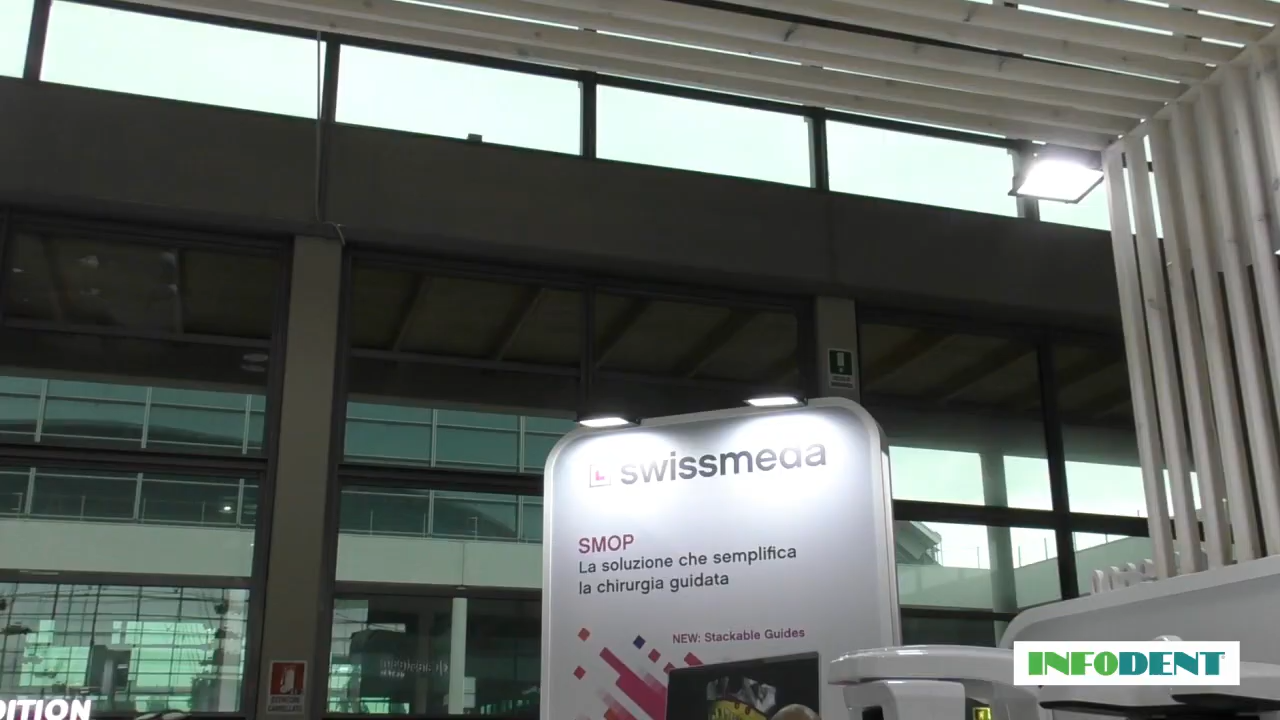 swissmeda
SMOP
La soluzione che semplifica
la chirurgia guidata
NEW: Stackable Guides
INFODENT
DITION